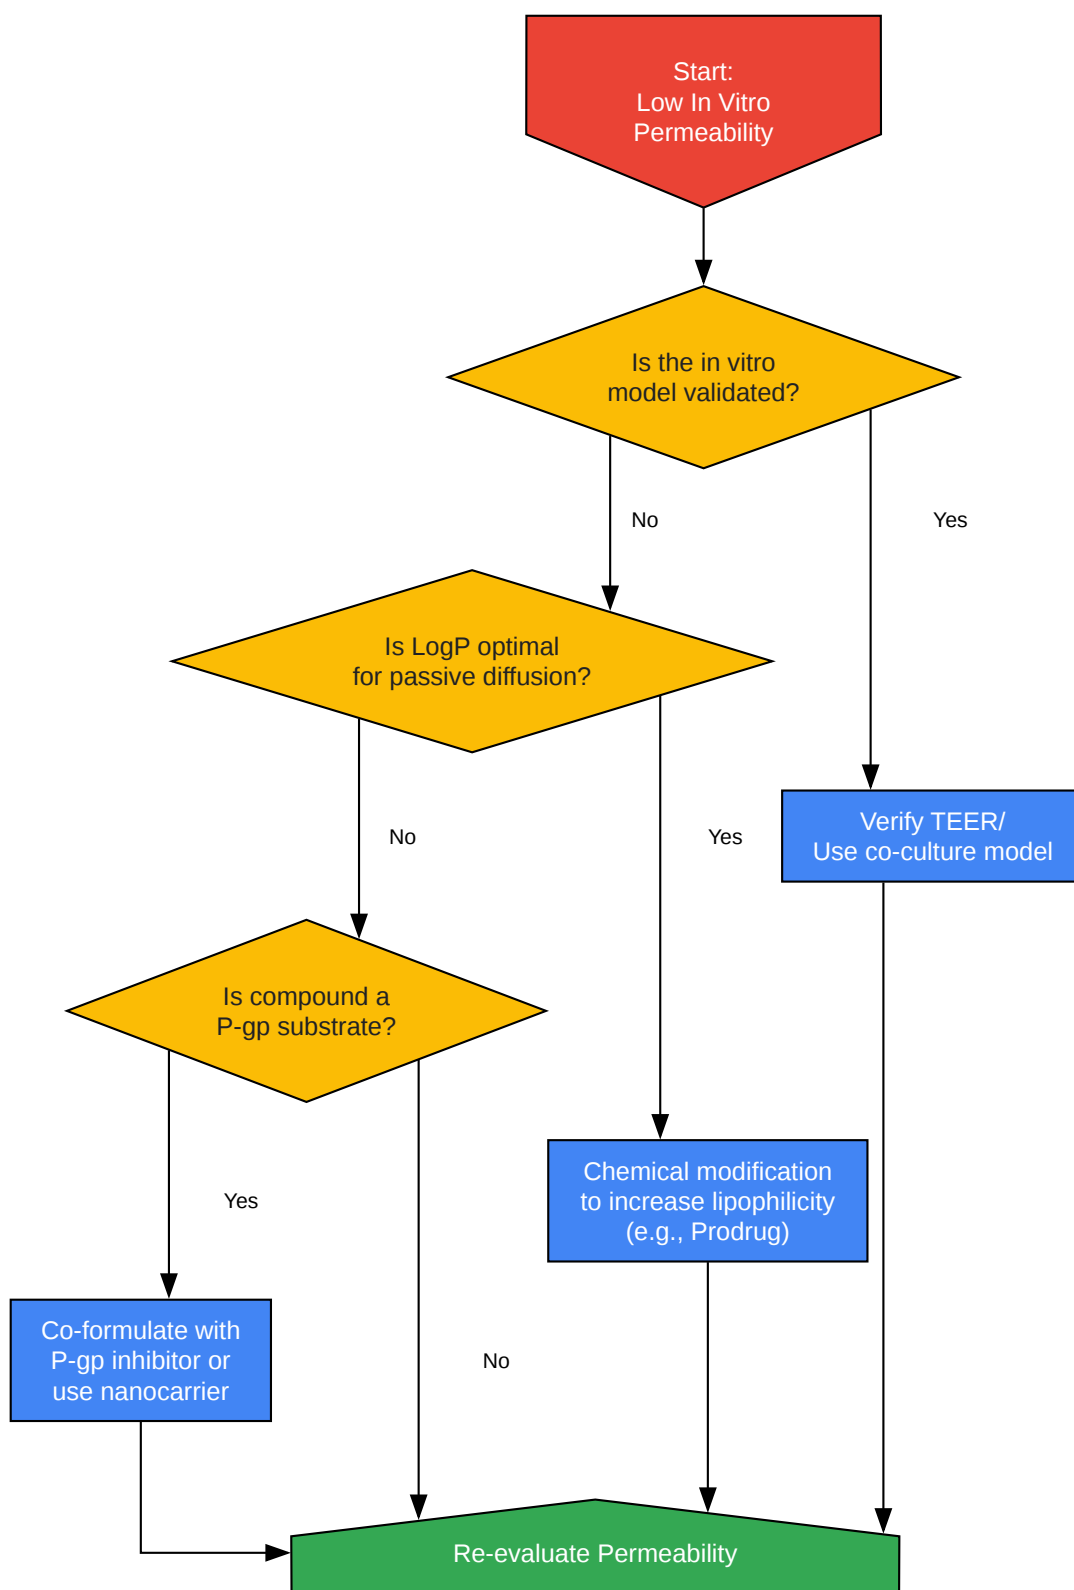 Start:
Low In Vitro
Permeability
Is the in vitro
model validated?
No
Yes
Is LogP optimal
for passive diffusion?
No
Yes
Verify TEER/
Use co-culture model
Is compound a
P-gp substrate?
Chemical modification
to increase lipophilicity
(e.g., Prodrug)
Yes
No
Co-formulate with
P-gp inhibitor or
use nanocarrier
Re-evaluate Permeability